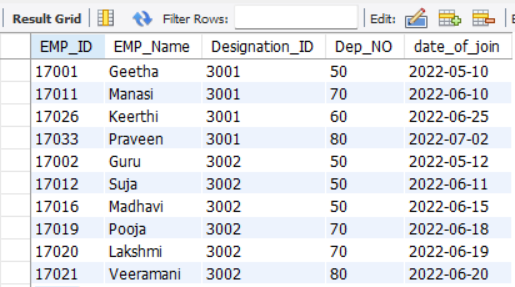 Result Grid Filter Rows: Edit:
EMP_ID EMP_Name Designation_ID Dep_NO date_of_join
17001 Geetha 3001 50 2022-05-10
17011 Manasi 3001 70 2022-06-10
17026 Keerthi 3001 60 2022-06-25
17033 Praveen 3001 80 2022-07-02
17002 Guru 3002 50 2022-05-12
17012 Suja 3002 50 2022-06-11
17016 Madhavi 3002 50 2022-06-15
17019 Pooja 3002 70 2022-06-18
17020 Lakshmi 3002 70 2022-06-19
17021 Veeramani 3002 80 2022-06-20